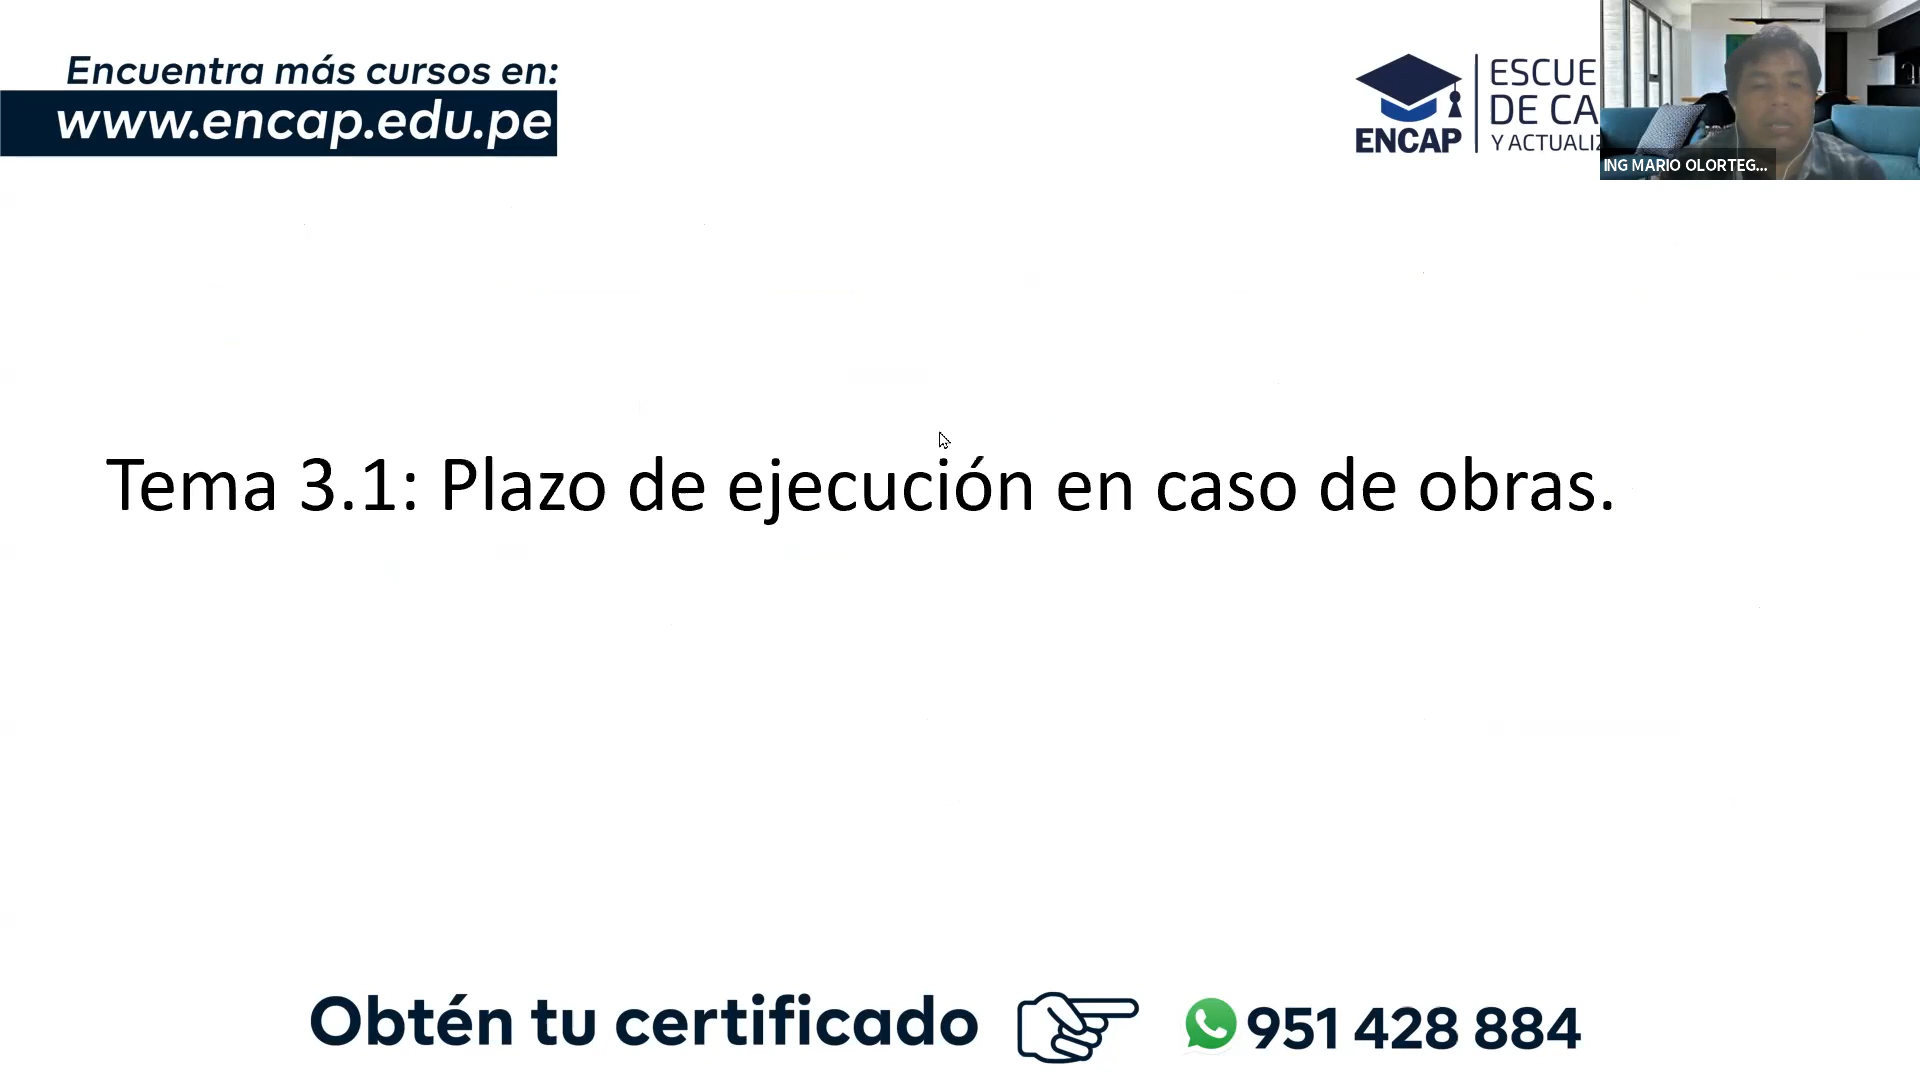 Encuentra más cursos en:
www.encap.edu.pe
ENCAP
ESCUE
DE CA
Y ACTUALIZ
ING MARIO OLORTEG...
Tema 3.1: Plazo de ejecución en caso de obras.
Obtén tu certificado
951 428 884